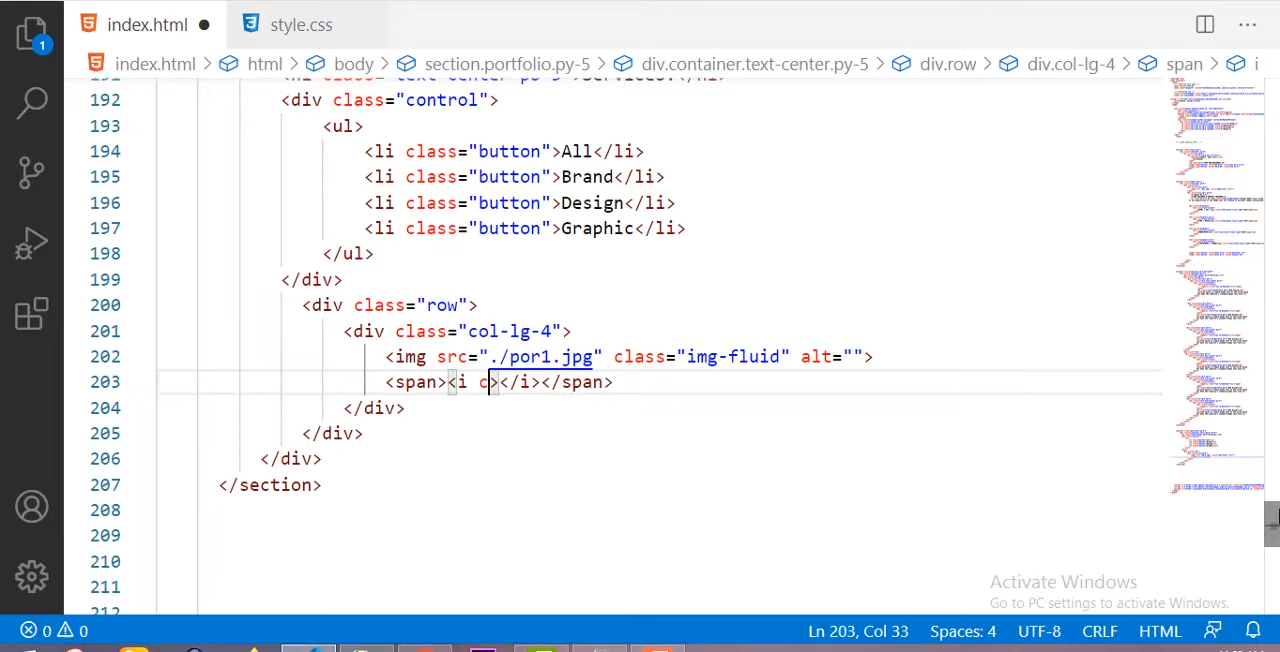 index.html ●
style.css
index.html > html > body > section.portfolio.py-5 > div.container.text-center.py-5 > div.row > div.col-lg-4 > span > i
192 <div class="control">
193 <ul>
194 <li class="button">All</li>
195 <li class="button">Brand</li>
196 <li class="button">Design</li>
197 <li class="button">Graphic</li>
198 </ul>
199 </div>
200 <div class="row">
201 <div class="col-lg-4">
202 <img src="./por1.jpg" class="img-fluid" alt="">
203 <span><i c></i></span>
204 </div>
205 </div>
206 </div>
207 </section>
208
209
210
211
212
1
Activate Windows
Go to PC settings to activate Windows.
0 0
Ln 203, Col 33 Spaces: 4 UTF-8 CRLF HTML